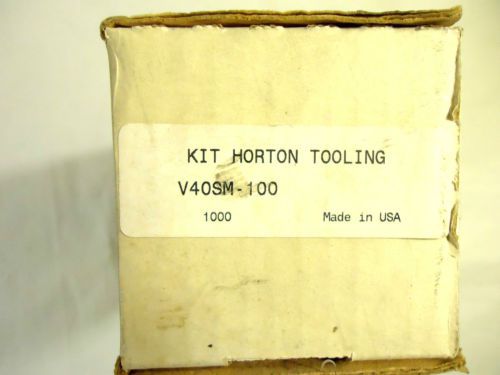 KIT HORTON TOOLING
V40SM-100
1000 Made in USA